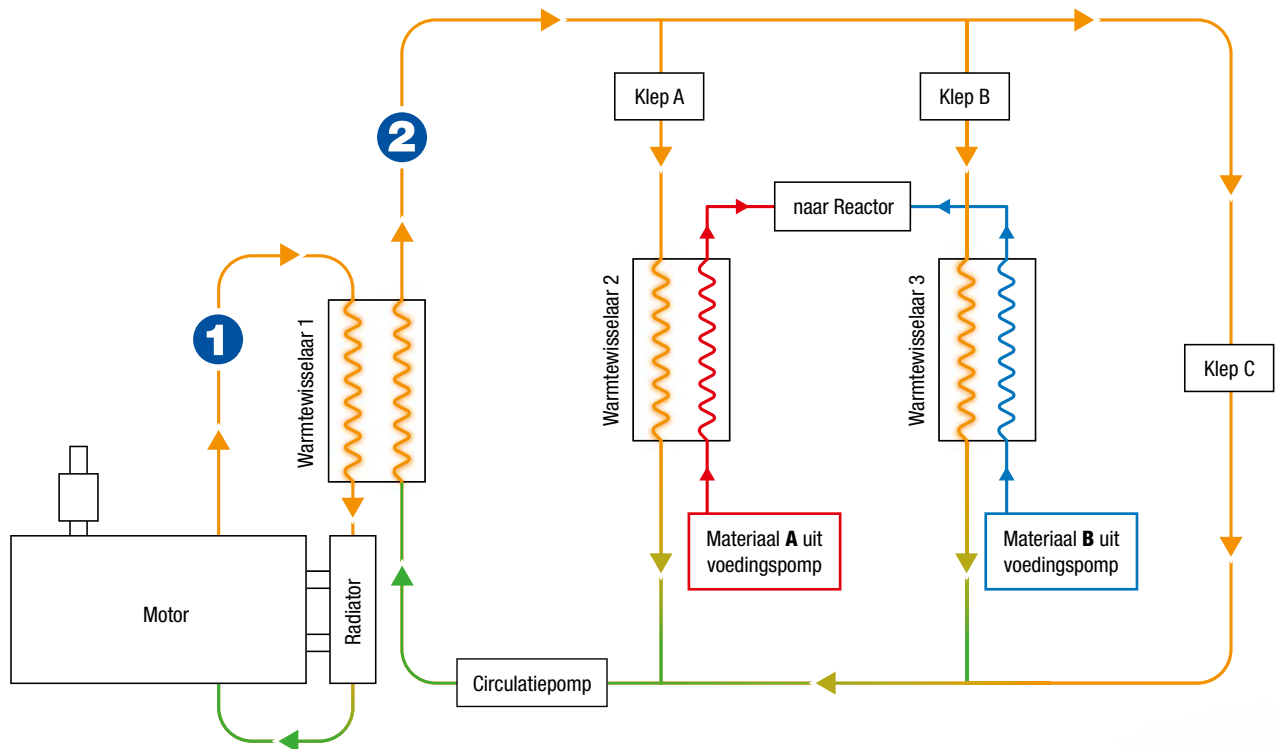 2
Klep A
Klep B
naar Reactor
1
Warmtewisselaar 1
Warmtewisselaar 2
Warmtewisselaar 3
Klep C
Materiaal A uit
voedingspomp
Materiaal B uit
voedingspomp
Motor
Radiator
Circulatiepomp